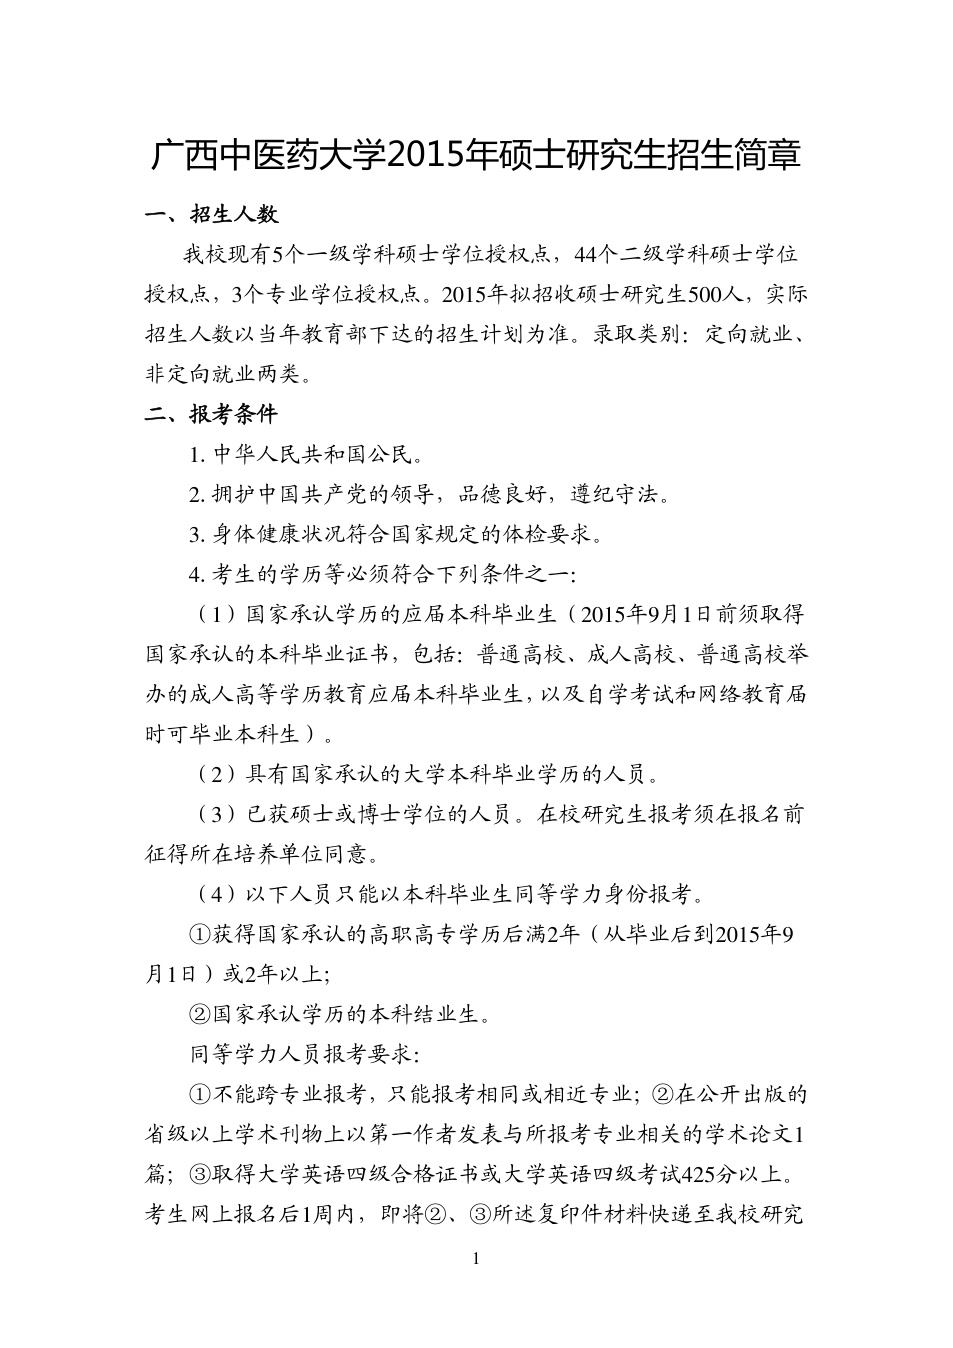 广西中医药大学2015年硕士研究生招生简章
一、招生人数
我校现有5个一级学科硕士学位授权点，44个二级学科硕士学位
授权点，3个专业学位授权点。2015年拟招收硕士研究生500人，实际
招生人数以当年教育部下达的招生计划为准。录取类别：定向就业、
非定向就业两类。
二、报考条件
1. 中华人民共和国公民。
2. 拥护中国共产党的领导，品德良好，遵纪守法。
3. 身体健康状况符合国家规定的体检要求。
4. 考生的学历等必须符合下列条件之一：
（1）国家承认学历的应届本科毕业生（2015年9月1日前须取得
国家承认的本科毕业证书，包括：普通高校、成人高校、普通高校举
办的成人高等学历教育应届本科毕业生，以及自学考试和网络教育届
时可毕业本科生）。
（2）具有国家承认的大学本科毕业学历的人员。
（3）已获硕士或博士学位的人员。在校研究生报考须在报名前
征得所在培养单位同意。
（4）以下人员只能以本科毕业生同等学力身份报考。
①获得国家承认的高职高专学历后满2年（从毕业后到2015年9
月1日）或2年以上；
②国家承认学历的本科结业生。
同等学力人员报考要求：
①不能跨专业报考，只能报考相同或相近专业；②在公开出版的
省级以上学术刊物上以第一作者发表与所报考专业相关的学术论文1
篇；③取得大学英语四级合格证书或大学英语四级考试425分以上。
考生网上报名后1周内，即将②、③所述复印件材料快递至我校研究
1